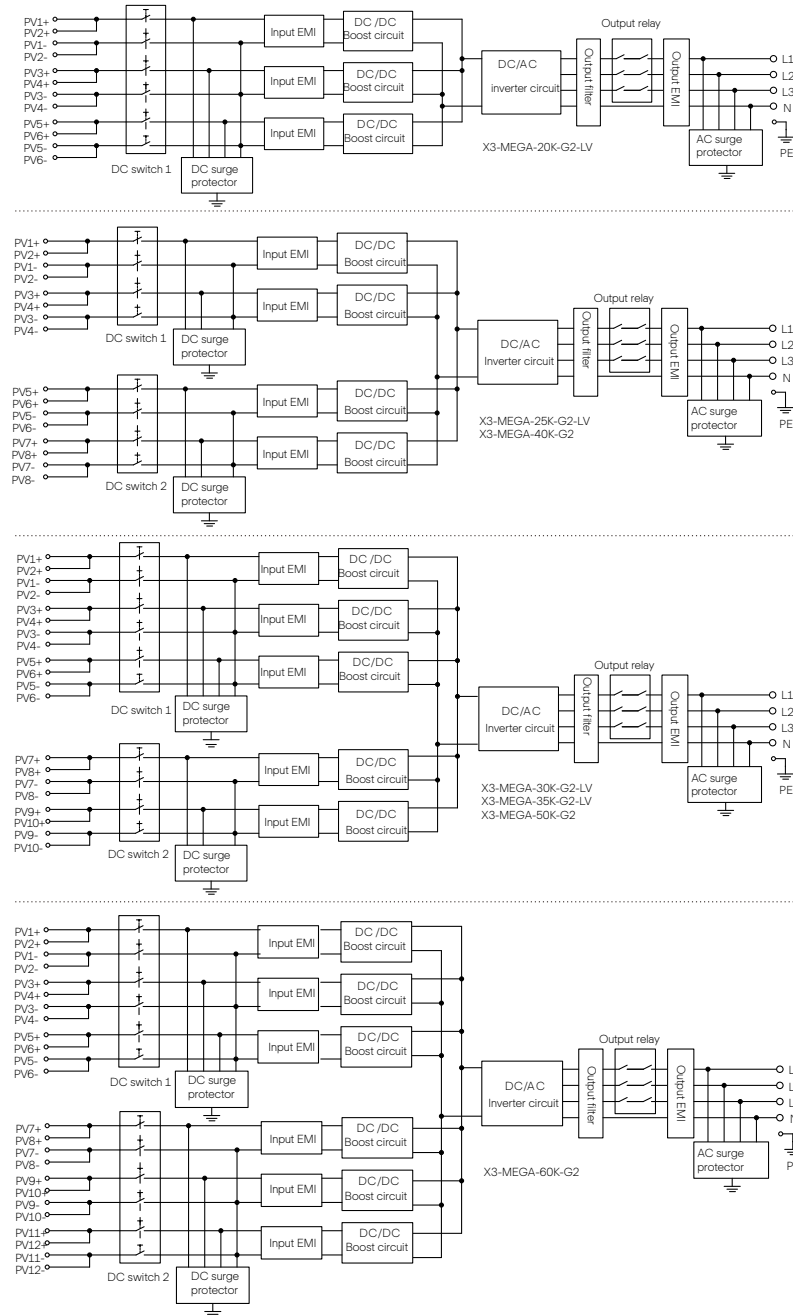 PV1+
PV2+
PV1-
PV2-
PV3+
PV4+
PV3-
PV4-
PV5+
PV6+
PV5-
PV6-
DC switch 1
DC surge
protector
Input EMI
Input EMI
Input EMI
DC /DC
Boost circuit
DC/DC
Boost circuit
DC/DC
Boost circuit
DC/AC
inverter circuit
Output filter
Output relay
Output EMI
AC surge
protector
L1
L2
L3
N
PE
X3-MEGA-20K-G2-LV
PV1+
PV2+
PV1-
PV2-
PV3+
PV4+
PV3-
PV4-
DC switch 1
DC surge
protector
Input EMI
Input EMI
DC/DC
Boost circuit
DC/DC
Boost circuit
PV5+
PV6+
PV5-
PV6-
PV7+
PV8+
PV7-
PV8-
DC switch 2
DC surge
protector
Input EMI
Input EMI
DC/DC
Boost circuit
DC/DC
Boost circuit
DC/AC
Inverter circuit
Output filter
Output relay
Output EMI
AC surge
protector
L1
L2
L3
N
PE
X3-MEGA-25K-G2-LV
X3-MEGA-40K-G2
PV1+
PV2+
PV1-
PV2-
PV3+
PV4+
PV3-
PV4-
PV5+
PV6+
PV5-
PV6-
DC switch 1
DC surge
protector
Input EMI
Input EMI
Input EMI
DC /DC
Boost circuit
DC/DC
Boost circuit
DC/DC
Boost circuit
PV7+
PV8+
PV7-
PV8-
PV9+
PV10+
PV9-
PV10-
DC switch 2
DC surge
protector
Input EMI
Input EMI
DC/DC
Boost circuit
DC/DC
Boost circuit
DC/AC
Inverter circuit
Output filter
Output relay
Output EMI
AC surge
protector
L1
L2
L3
N
PE
X3-MEGA-30K-G2-LV
X3-MEGA-35K-G2-LV
X3-MEGA-50K-G2
PV1+
PV2+
PV1-
PV2-
PV3+
PV4+
PV3-
PV4-
PV5+
PV6+
PV5-
PV6-
DC switch 1
DC surge
protector
Input EMI
Input EMI
Input EMI
DC /DC
Boost circuit
DC/DC
Boost circuit
DC/DC
Boost circuit
PV7+
PV8+
PV7-
PV8-
PV9+
PV10+
PV9-
PV10-
PV11+
PV12+
PV11-
PV12-
DC switch 2
DC surge
protector
Input EMI
Input EMI
Input EMI
DC/DC
Boost circuit
DC/DC
Boost circuit
DC/DC
Boost circuit
DC/AC
Inverter circuit
Output filter
Output relay
Output EMI
AC surge
protector
X3-MEGA-60K-G2